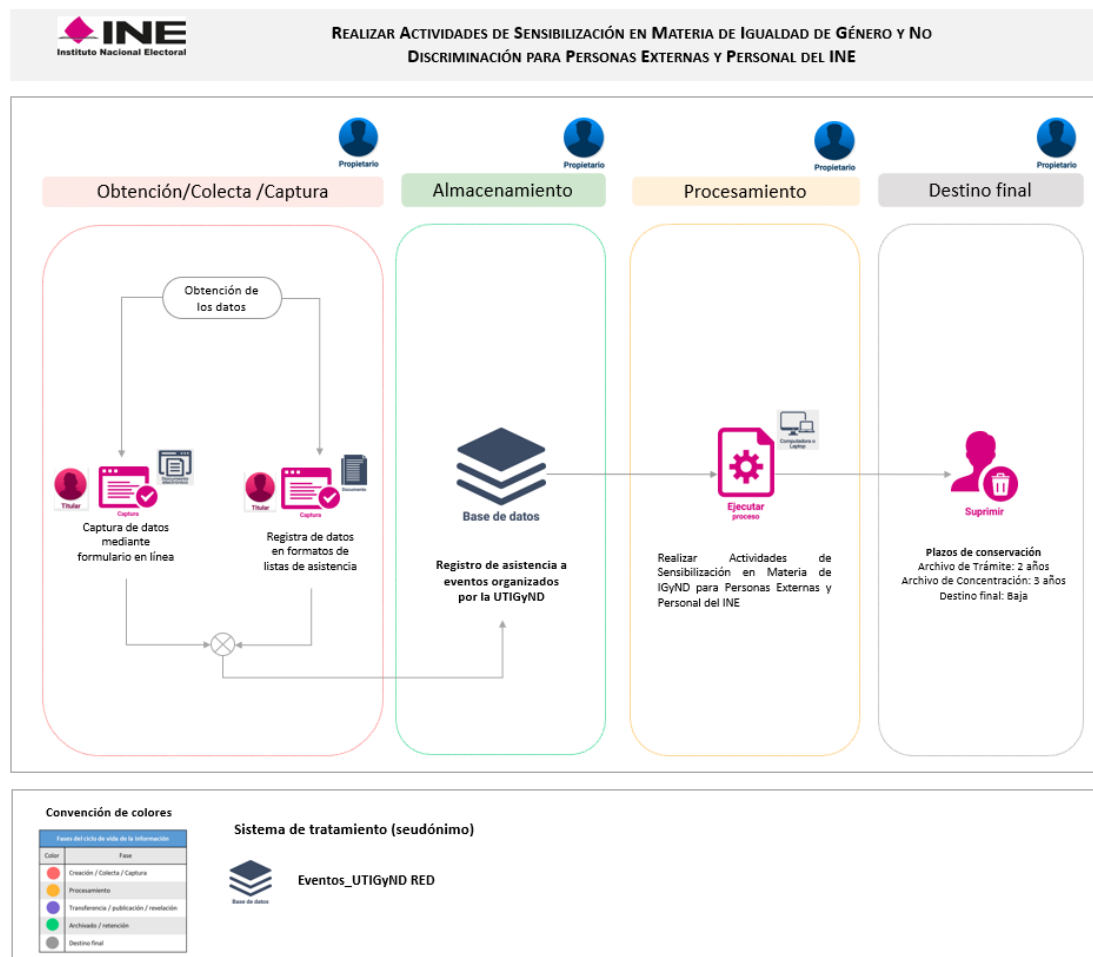 INE
Instituto Nacional Electoral
REALIZAR ACTIVIDADES DE SENSIBILIZACIÓN EN MATERIA DE IGUALDAD DE GÉNERO Y NO
DISCRIMINACIÓN PARA PERSONAS EXTERNAS Y PERSONAL DEL INE
Propietario
Propietario
Propietario
Propietario
Obtención/Colecta /Captura
Almacenamiento
Procesamiento
Destino final
Obtención de
los datos
Titular
Captura
Documento
electrónico
Captura de datos
mediante
formulario en línea
Titular
Captura
Documento
Registra de datos
en formatos de
listas de asistencia
Base de datos
Registro de asistencia a
eventos organizados
por la UTIGyND
Computadora o
Laptop
Ejecutar
proceso
Realizar Actividades de
Sensibilización en Materia de
IGyND para Personas Externas y
Personal del INE
Suprimir
Plazos de conservación
Archivo de Trámite: 2 años
Archivo de Concentración: 3 años
Destino final: Baja
Convención de colores
Fases del ciclo de vida de la información
Color Fase
Creación / Colecta / Captura
Procesamiento
Transferencia / publicación / revelación
Archivado / retención
Destino final
Sistema de tratamiento (seudónimo)
Base de datos
Eventos_UTIGyND RED